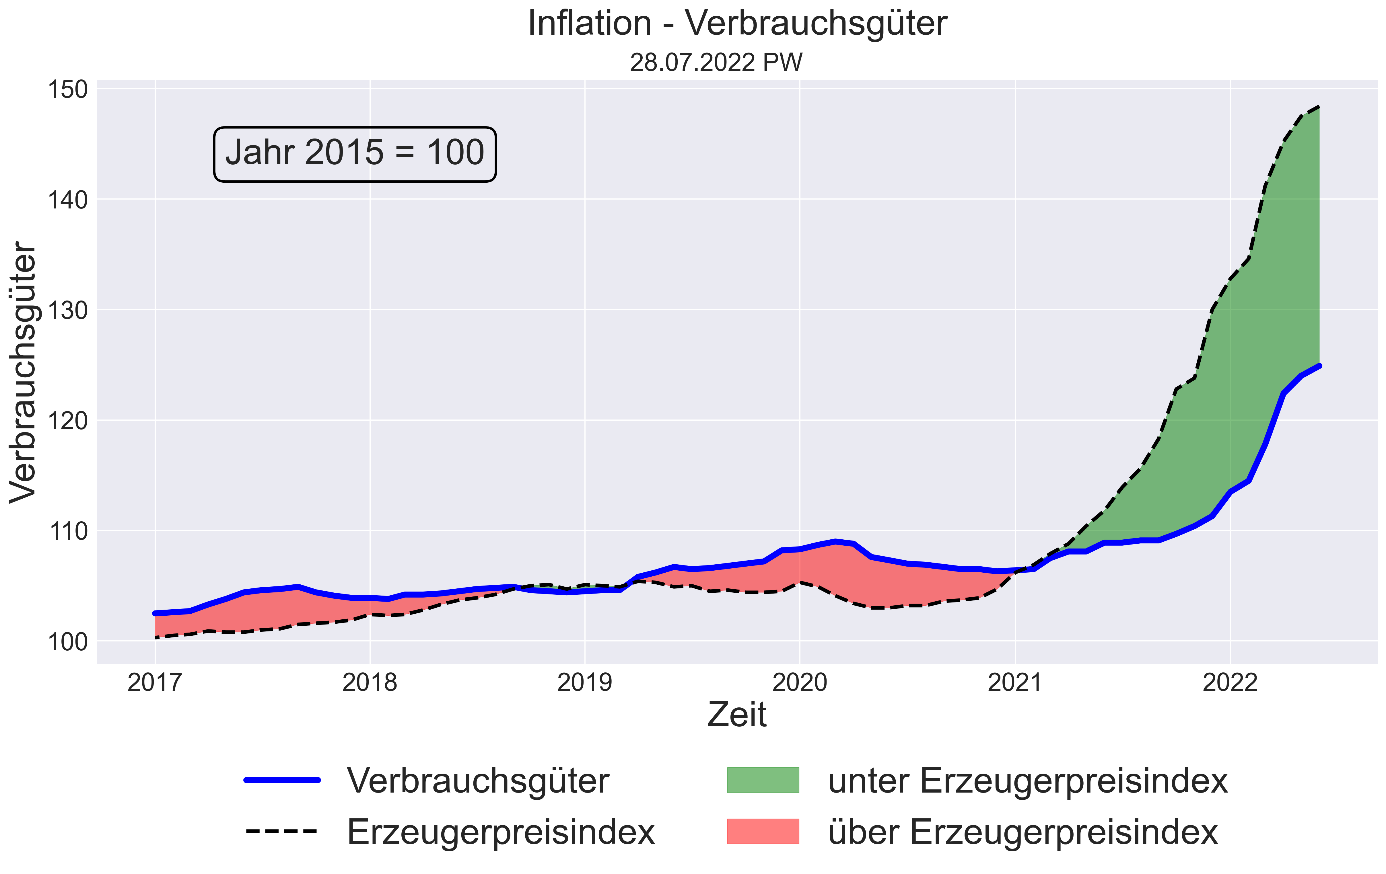 Inflation - Verbrauchsgüter
28.07.2022 PW
Jahr 2015 = 100
Verbrauchsgüter
150
140
130
120
110
100
2017 2018 2019 2020 2021 2022
Zeit
Verbrauchsgüter unter Erzeugerpreisindex
Erzeugerpreisindex über Erzeugerpreisindex